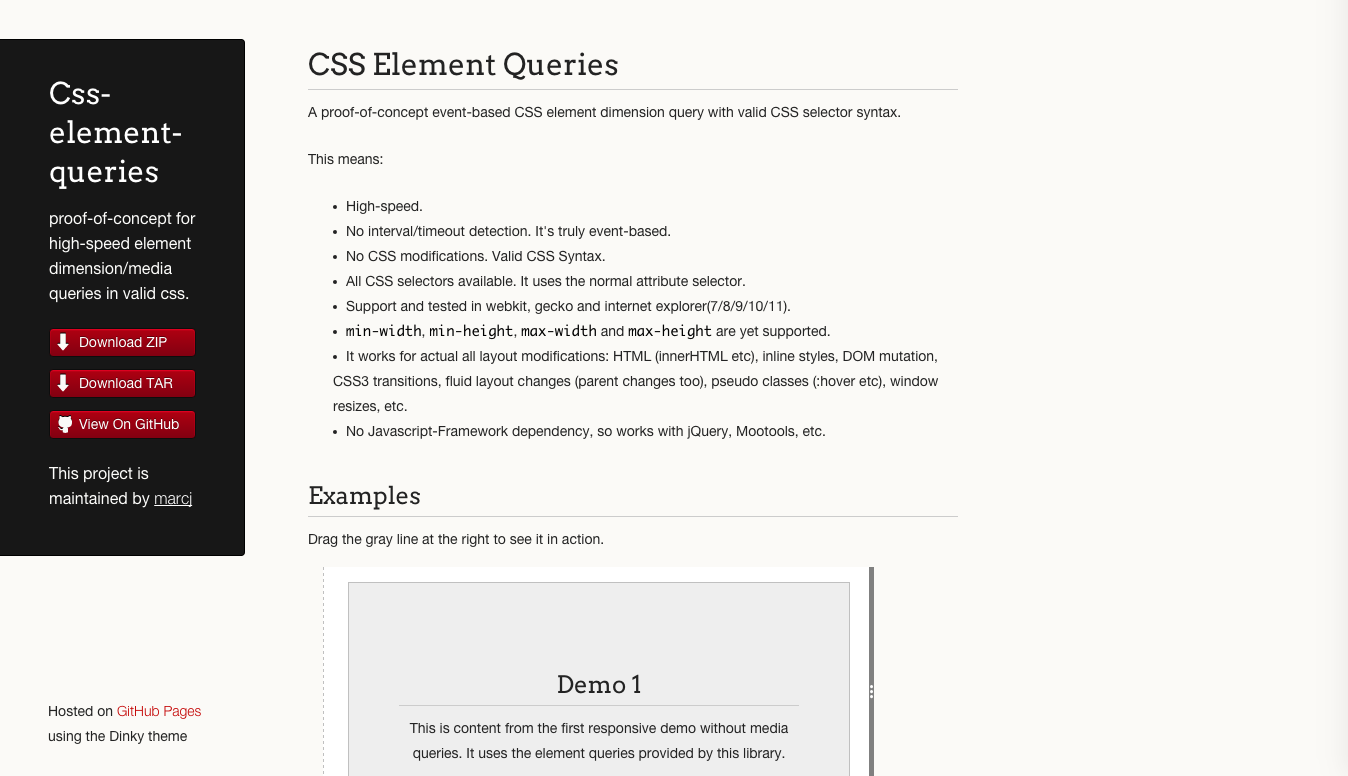 Css-
element-
queries
proof-of-concept for
high-speed element
dimension/media
queries in valid css.
Download ZIP
Download TAR
View On GitHub
This project is
maintained by marcj
Hosted on GitHub Pages
using the Dinky theme
CSS Element Queries
A proof-of-concept event-based CSS element dimension query with valid CSS selector syntax.
This means:
• High-speed.
• No interval/timeout detection. It's truly event-based.
• No CSS modifications. Valid CSS Syntax.
• All CSS selectors available. It uses the normal attribute selector.
• Support and tested in webkit, gecko and internet explorer(7/8/9/10/11).
• min-width, min-height, max-width and max-height are yet supported.
• It works for actual all layout modifications: HTML (innerHTML etc), inline styles, DOM mutation,
CSS3 transitions, fluid layout changes (parent changes too), pseudo classes (:hover etc), window
resizes, etc.
• No Javascript-Framework dependency, so works with jQuery, Mootools, etc.
Examples
Drag the gray line at the right to see it in action.
Demo 1
This is content from the first responsive demo without media
queries. It uses the element queries provided by this library.